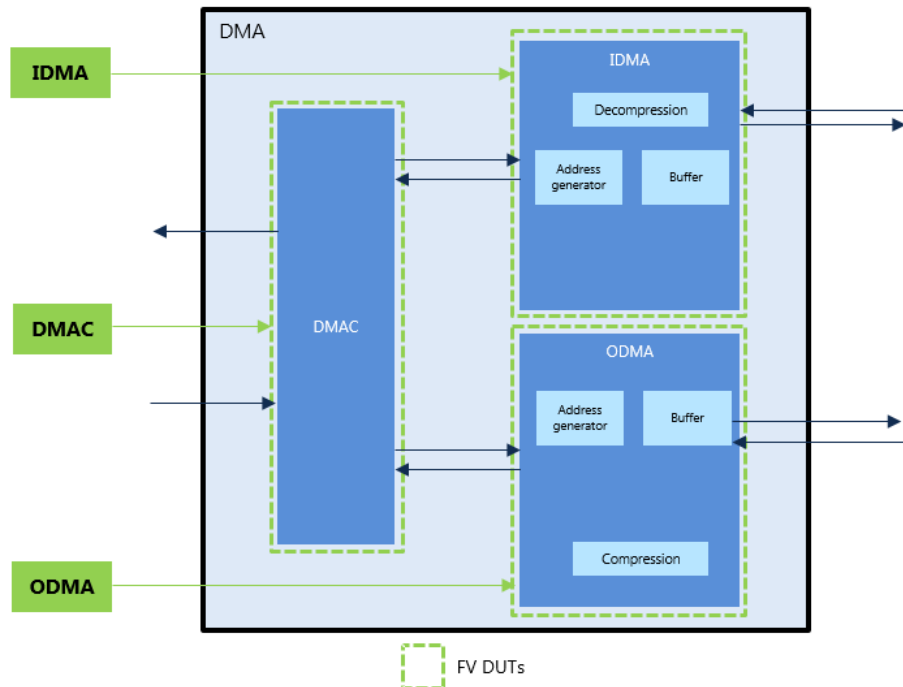 DMA
IDMA
IDMA
Decompression
Address
generator
Buffer
DMAC
DMAC
ODMA
Address
generator
Buffer
Compression
ODMA
FV DUTs